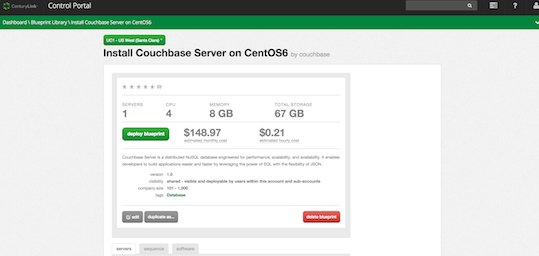 CenturyLink Control Portal
Dashboard \ Blueprint Library \ Install Couchbase Server on CentOS6
UC1 - US West (Santa Clara)
Install Couchbase Server on CentOS6 by couchbase
SERVERS CPU MEMORY TOTAL STORAGE
1 4 8 GB 67 GB
deploy blueprint $148.97 $0.21
estimated monthly cost estimated hourly cost
Couchbase Server is a distributed NoSQL database engineered for performance, scalability, and availability. It enables
developers to build applications easier and faster by leveraging the power of SQL with the flexibility of JSON.
version 1.0
visibility shared - visible and deployable by users within this account and sub-accounts
company size 101 - 1,000
tags Database
edit duplicate as... delete blueprint
servers sequence software